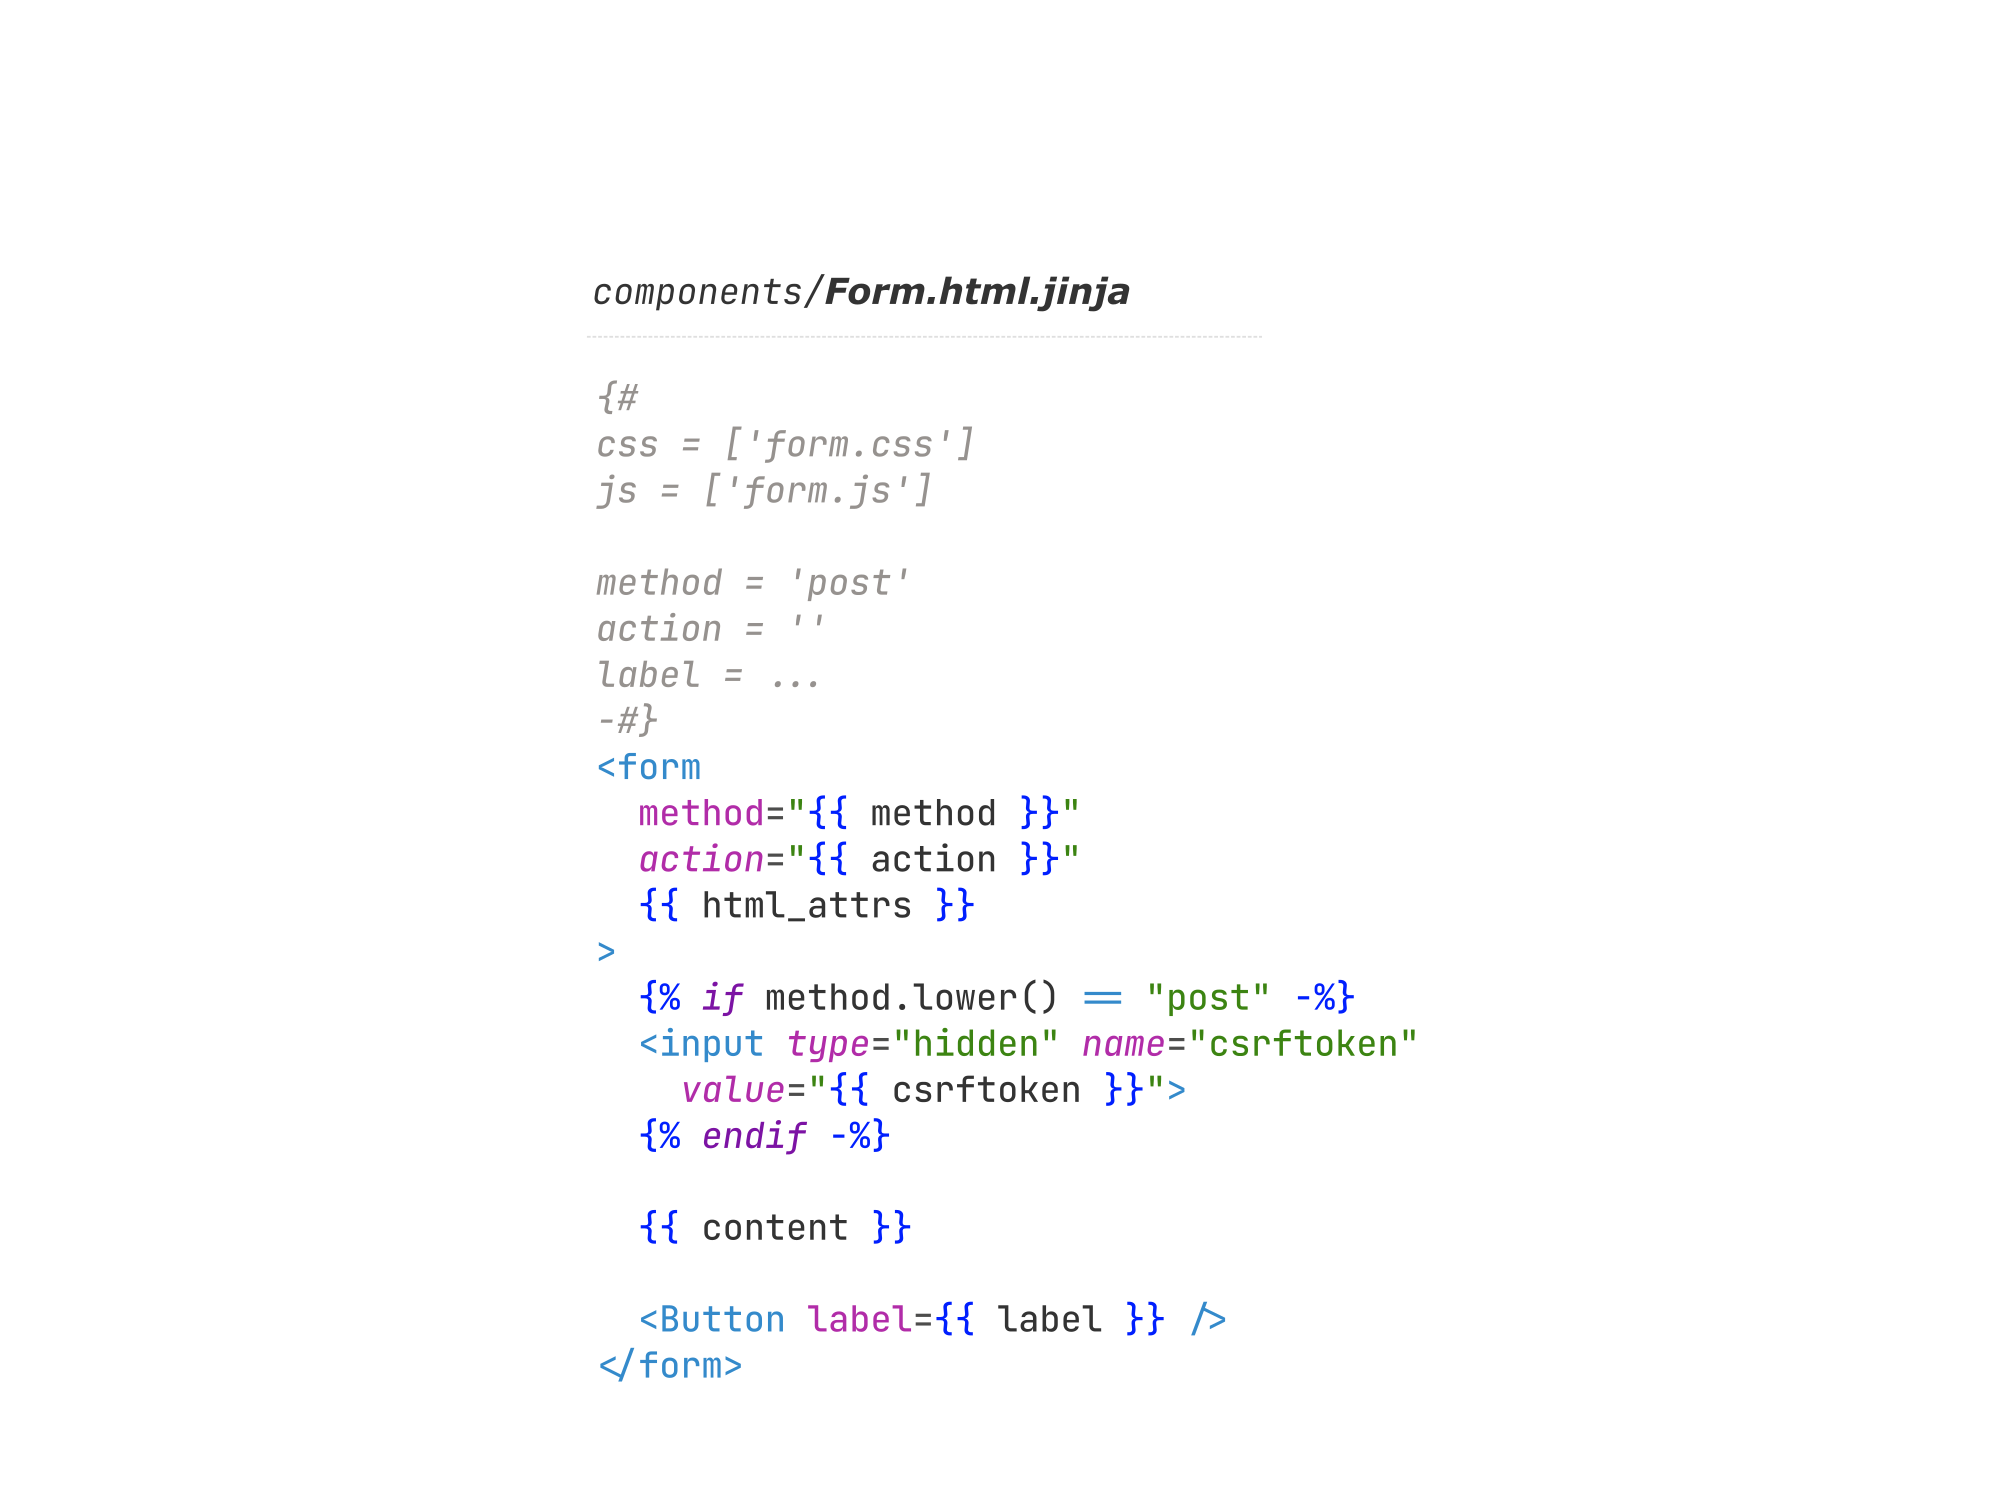 components/Form.html.jinja
{#
css = ['form.css']
js = ['form.js']

method = 'post'
action = ''
label = ...
-#}
<form
  method="{{ method }}"
  action="{{ action }}"
  {{ html_attrs }}
>
  {% if method.lower() == "post" -%}
  <input type="hidden" name="csrftoken"
    value="{{ csrftoken }}">
  {% endif -%}

  {{ content }}

  <Button label={{ label }} />
</form>